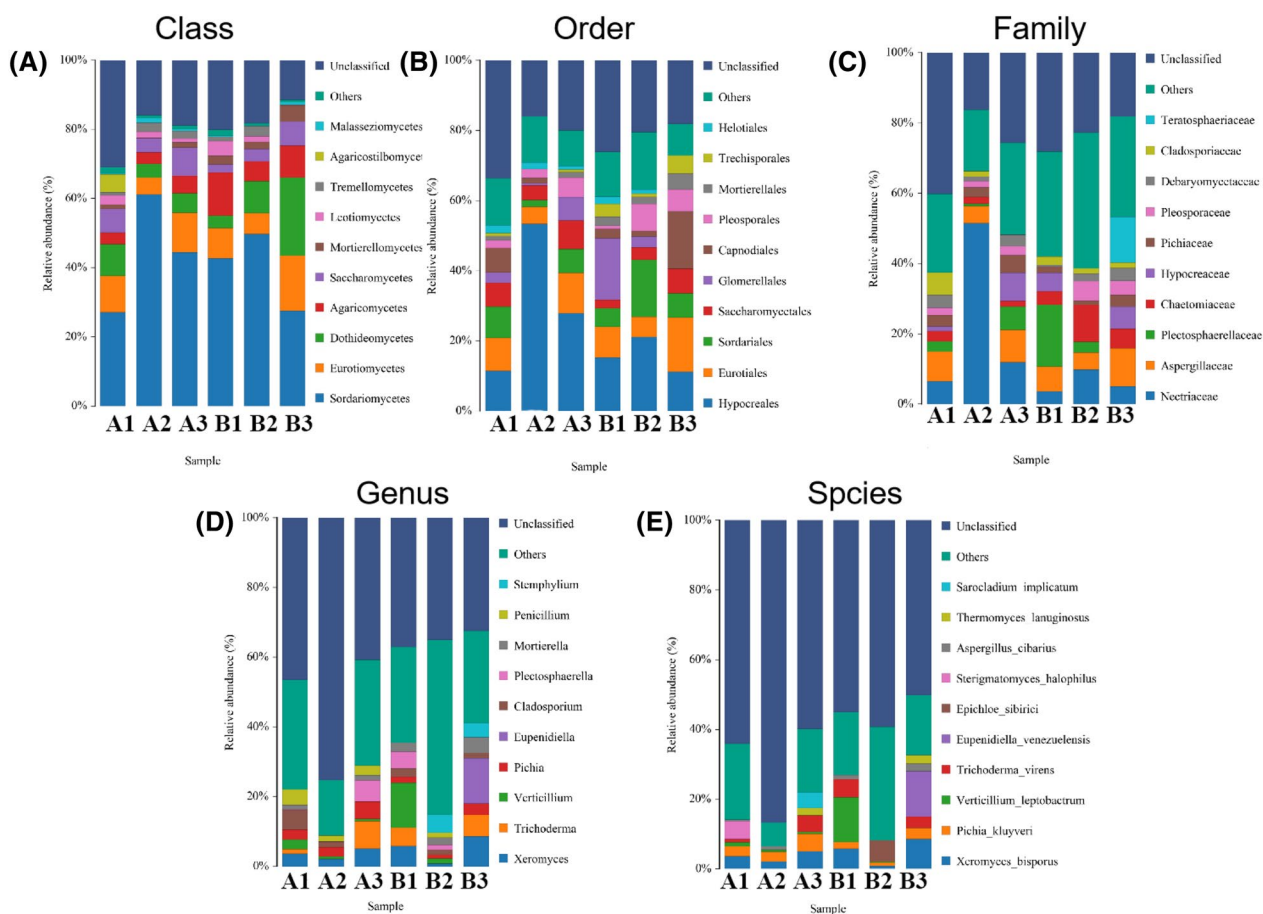 Class
Order
Family
(A)
(B)
(C)
100%
80%
60%
40%
20%
0%
Relative abundance (%)
A1 A2 A3 B1 B2 B3
Sample
Unclassified
Others
Malasseziomycetes
Agaricostilbomycet
Tremellomycetes
Leotiomycetes
Mortierellomycetes
Saccharomycetes
Agaricomycetes
Dothideomycetes
Eurotiomycetes
Sordariomycetes
100%
80%
60%
40%
20%
0%
Relative abundance (%)
A1 A2 A3 B1 B2 B3
Sample
Unclassified
Others
Helotiales
Trechisporales
Mortierellales
Pleosporales
Capnodiales
Glomerellales
Saccharomycetales
Sordariales
Eurotiales
Hypocreales
100%
80%
60%
40%
20%
0%
Relative abundance (%)
A1 A2 A3 B1 B2 B3
Sample
Unclassified
Others
Teratosphaeriaceae
Cladosporiaceae
Debaryomycetaceae
Pleosporaceae
Pichiaceae
Hypocreaceae
Chaetomiaceae
Plectosphaerellaceae
Aspergillaceae
Nectriaceae
Genus
Spcies
(D)
(E)
100%
80%
60%
40%
20%
0%
Relative abundance (%)
A1 A2 A3 B1 B2 B3
Sample
Unclassified
Others
Stemphylium
Penicillium
Mortierella
Plectosphaerella
Cladosporium
Eupenidiella
Pichia
Verticillium
Trichoderma
Xeromyces
100%
80%
60%
40%
20%
0%
Relative abundance (%)
A1 A2 A3 B1 B2 B3
Sample
Unclassified
Others
Sarocladium implicatum
Thermomyces lanuginosus
Aspergillus_cibarius
Sterigmatomyces_halophilus
Epichloe_sibirici
Eupenidiella_venezuelensis
Trichoderma_virens
Verticillium_leptobactrum
Pichia_kluyveri
Xeromyces_bisporus